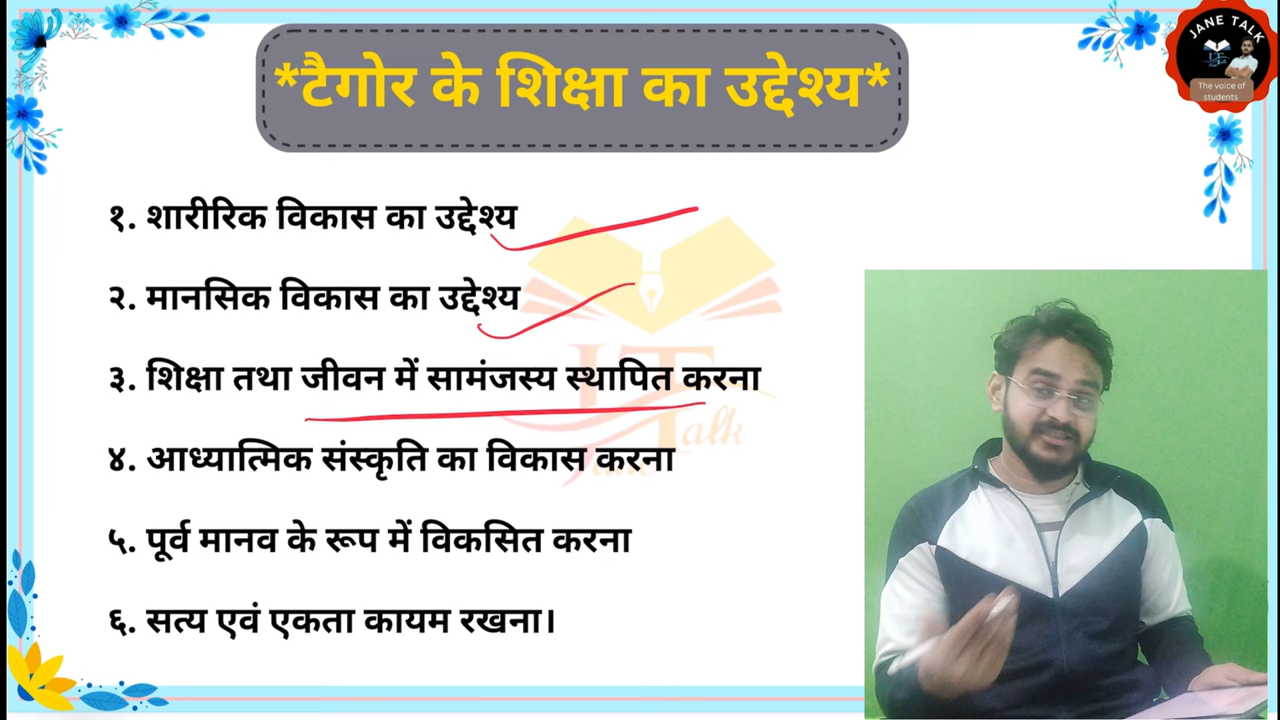 *टैगोर के शिक्षा का उद्देश्य*
JANE TALK
The voice of
students
१. शारीरिक विकास का उद्देश्य
२. मानसिक विकास का उद्देश्य
३. शिक्षा तथा जीवन में सामंजस्य स्थापित करना
४. आध्यात्मिक संस्कृति का विकास करना
५. पूर्व मानव के रूप में विकसित करना
६. सत्य एवं एकता कायम रखना।